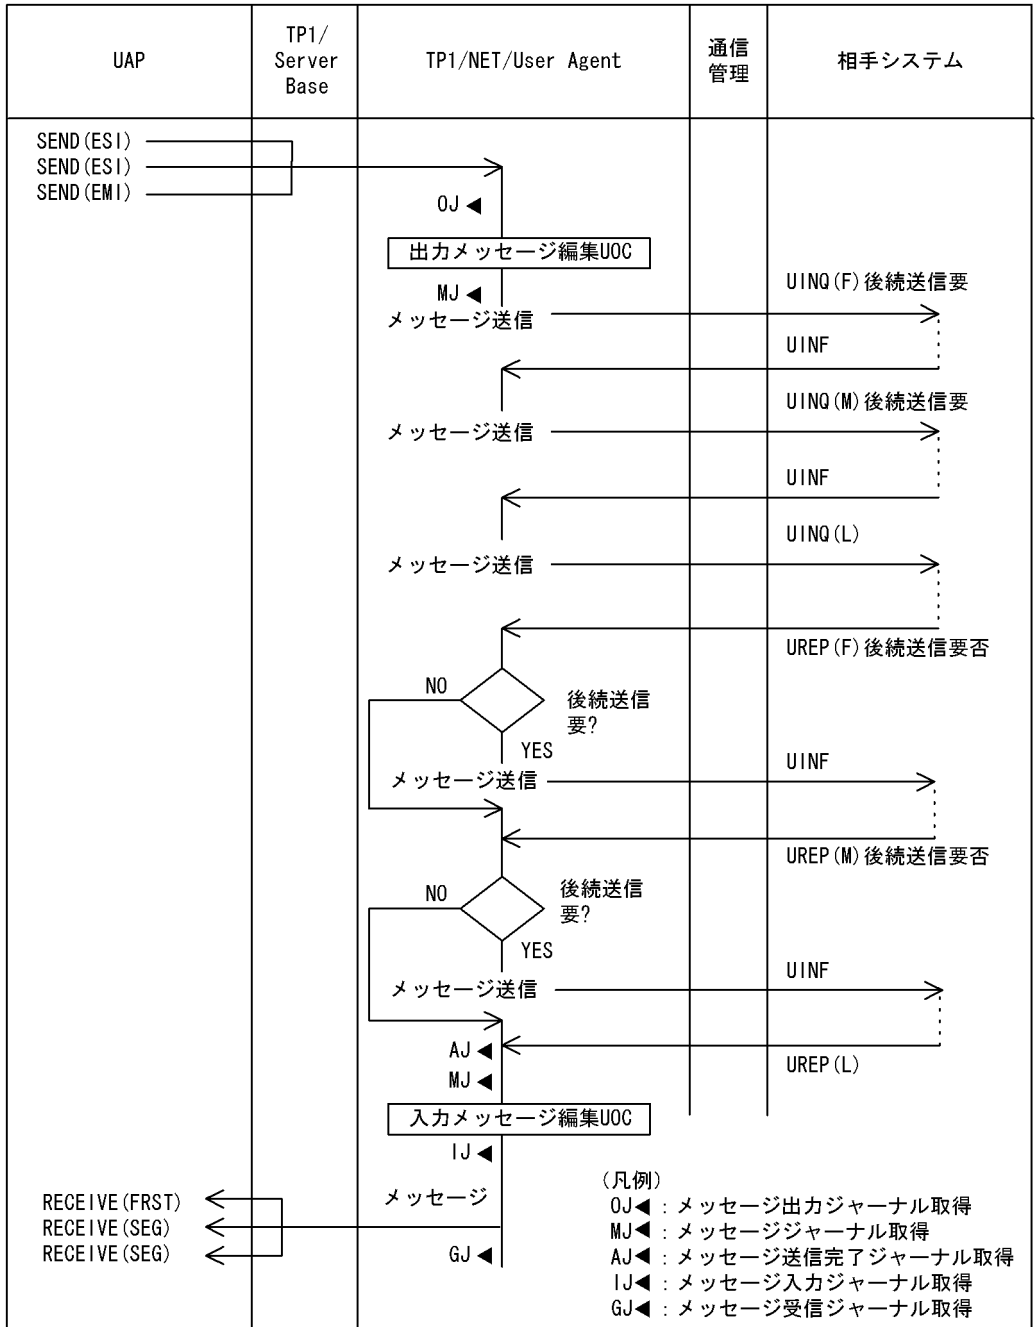 UAP
TP1/
Server
Base
TP1/NET/User Agent
通信
管理
相手システム
SEND(ESI)
SEND(ESI)
SEND(EMI)
OJ◀
出力メッセージ編集UOC
MJ◀
メッセージ送信
UINQ(F)後続送信要
UINF
UINQ(M)後続送信要
メッセージ送信
UINF
UINQ(L)
メッセージ送信
UREP(F)後続送信要否
NO
後続送信
要?
YES
メッセージ送信
UINF
UREP(M)後続送信要否
NO
後続送信
要?
YES
メッセージ送信
UINF
AJ◀
UREP(L)
MJ◀
入力メッセージ編集UOC
IJ◀
メッセージ
RECEIVE(FRST)
RECEIVE(SEG)
RECEIVE(SEG)
GJ◀
(凡例)
OJ◀:メッセージ出力ジャーナル取得
MJ◀:メッセージジャーナル取得
AJ◀:メッセージ送信完了ジャーナル取得
IJ◀:メッセージ入力ジャーナル取得
GJ◀:メッセージ受信ジャーナル取得